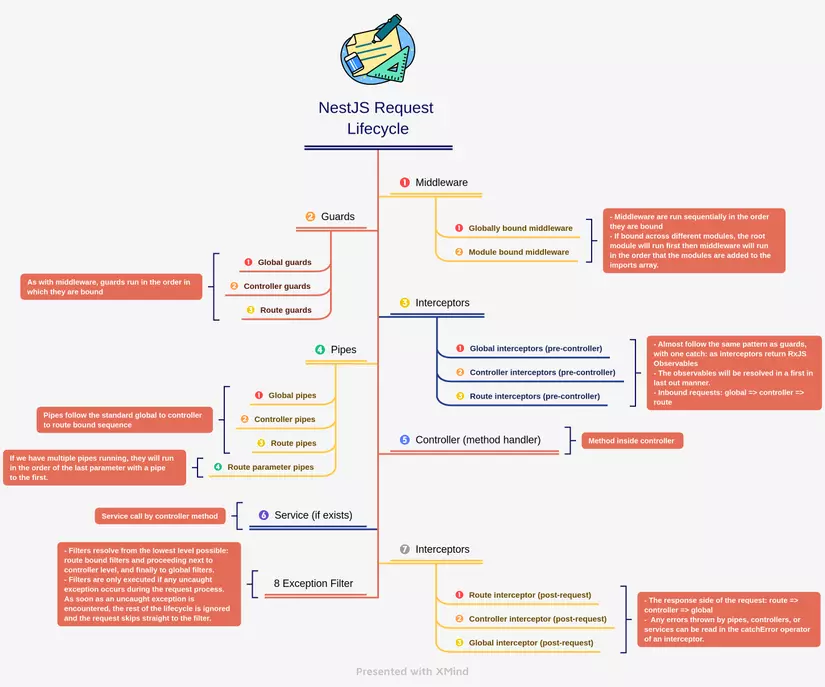 NestJS Request
Lifecycle
1 Middleware
1 Globally bound middleware
2 Module bound middleware
- Middleware are run sequentially in the order
they are bound
- If bound across different modules, the root
module will run first then middleware will run
in the order that the modules are added to the
imports array.
2 Guards
1 Global guards
2 Controller guards
3 Route guards
As with middleware, guards run in the order in
which they are bound
3 Interceptors
1 Global interceptors (pre-controller)
2 Controller interceptors (pre-controller)
3 Route interceptors (pre-controller)
- Almost follow the same pattern as guards,
with one catch: as interceptors return RxJS
Observables
- The observables will be resolved in a first in
last out manner.
- Inbound requests: global => controller =>
route
4 Pipes
1 Global pipes
2 Controller pipes
3 Route pipes
4 Route parameter pipes
Pipes follow the standard global to controller
to route bound sequence
If we have multiple pipes running, they will run
in the order of the last parameter with a pipe
to the first.
5 Controller (method handler)
Method inside controller
6 Service (if exists)
Service call by controller method
7 Interceptors
1 Route interceptor (post-request)
2 Controller interceptor (post-request)
3 Global interceptor (post-request)
- The response side of the request: route =>
controller => global
- Any errors thrown by pipes, controllers, or
services can be read in the catchError operator
of an interceptor.
8 Exception Filter
- Filters resolve from the lowest level possible:
route bound filters and proceeding next to
controller level, and finally to global filters.
- Filters are only executed if any uncaught
exception occurs during the request process.
As soon as an uncaught exception is
encountered, the rest of the lifecycle is ignored
and the request skips straight to the filter.
Presented with XMind